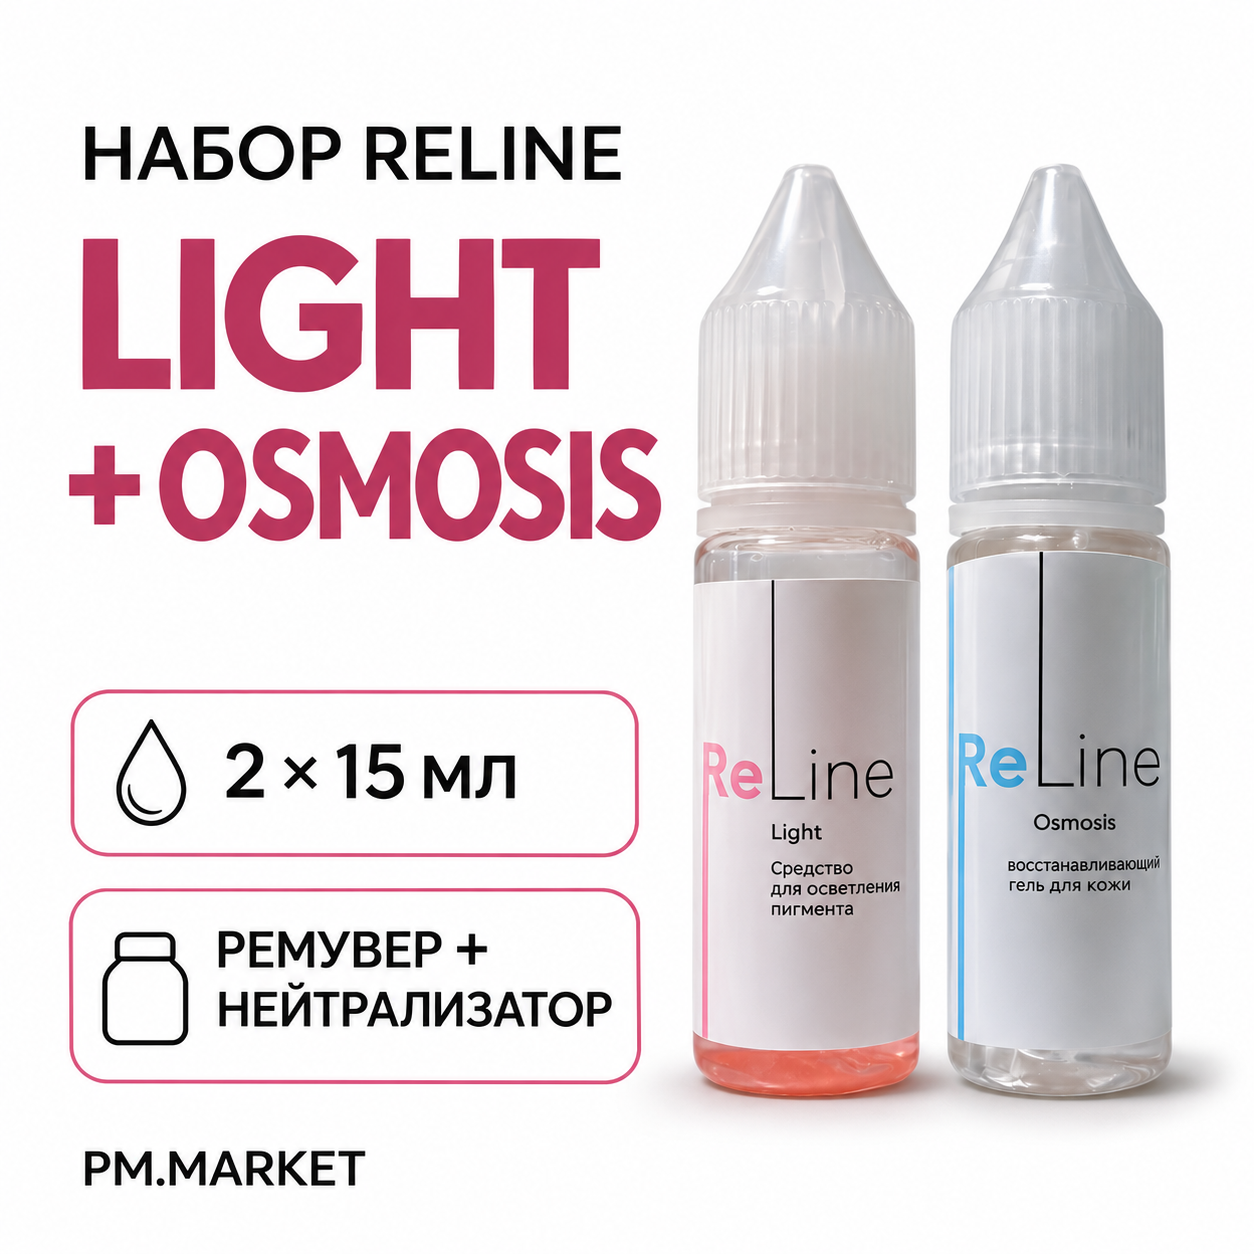 НАБОР RELINE
LIGHT
+ OSMOSIS
2 × 15 мл
РЕМУВЕР +
НЕЙТРАЛИЗАТОР
PM.MARKET
ReLine
Light
Средство
для осветления
пигмента
ReLine
Osmosis
восстанавливающий
гель для кожи